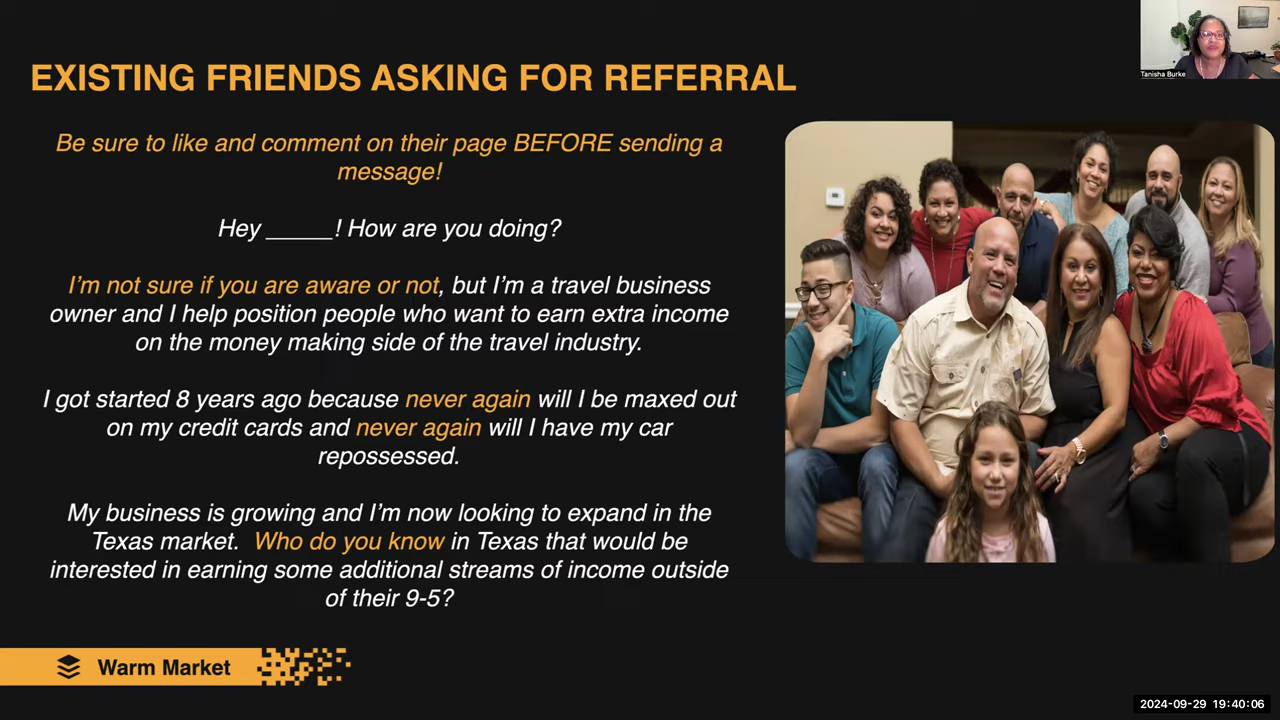 EXISTING FRIENDS ASKING FOR REFERRAL
Tanisha Burke
Be sure to like and comment on their page BEFORE sending a
message!
Hey _____! How are you doing?
I'm not sure if you are aware or not, but I'm a travel business
owner and I help position people who want to earn extra income
on the money making side of the travel industry.
I got started 8 years ago because never again will I be maxed out
on my credit cards and never again will I have my car
repossessed.
My business is growing and I'm now looking to expand in the
Texas market. Who do you know in Texas that would be
interested in earning some additional streams of income outside
of their 9-5?
Warm Market
2024-09-29 19:40:06